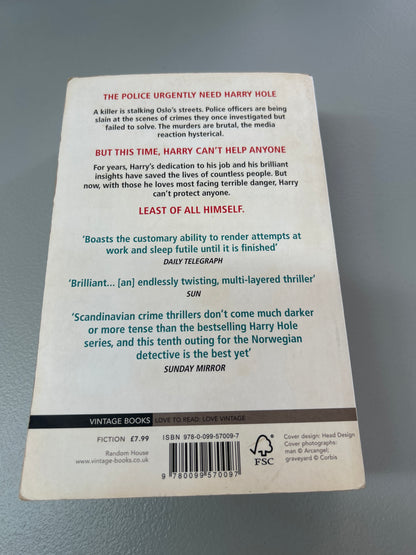 THE POLICE URGENTLY NEED HARRY HOLE
A killer is stalking Oslo's streets. Police officers are being
slain at the scenes of crimes they once investigated but
failed to solve. The murders are brutal, the media
reaction hysterical.
BUT THIS TIME, HARRY CAN'T HELP ANYONE
For years, Harry's dedication to his job and his brilliant
insights have saved the lives of countless people. But
now, with those he loves most facing terrible danger, Harry
can't protect anyone.
LEAST OF ALL HIMSELF.
'Boasts the customary ability to render attempts at
work and sleep futile until it is finished'
DAILY TELEGRAPH
'Brilliant... [an] endlessly twisting, multi-layered thriller'
SUN
'Scandinavian crime thrillers don't come much darker
or more tense than the bestselling Harry Hole
series, and this tenth outing for the Norwegian
detective is the best yet'
SUNDAY MIRROR
VINTAGE BOOKS LOVE TO READ, LOVE VINTAGE
FICTION £7.99
Random House
www.vintage-books.co.uk
ISBN 978-0-099-57009-7
9 780099 570097
FSC
Cover design: Head Design
Cover photographs:
man © Arcangel;
graveyard © Corbis